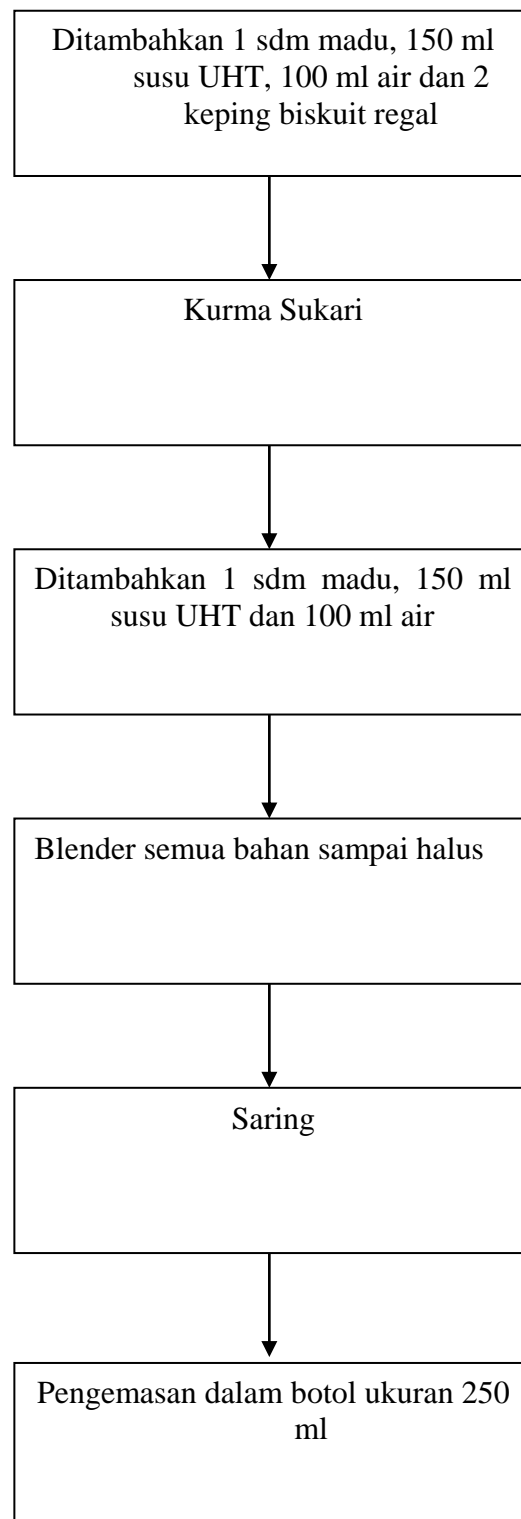 Ditambahkan 1 sdm madu, 150 ml
susu UHT, 100 ml air dan 2
keping biskuit regal
Kurma Sukari
Ditambahkan 1 sdm madu, 150 ml
susu UHT dan 100 ml air
Blender semua bahan sampai halus
Saring
Pengemasan dalam botol ukuran 250
ml